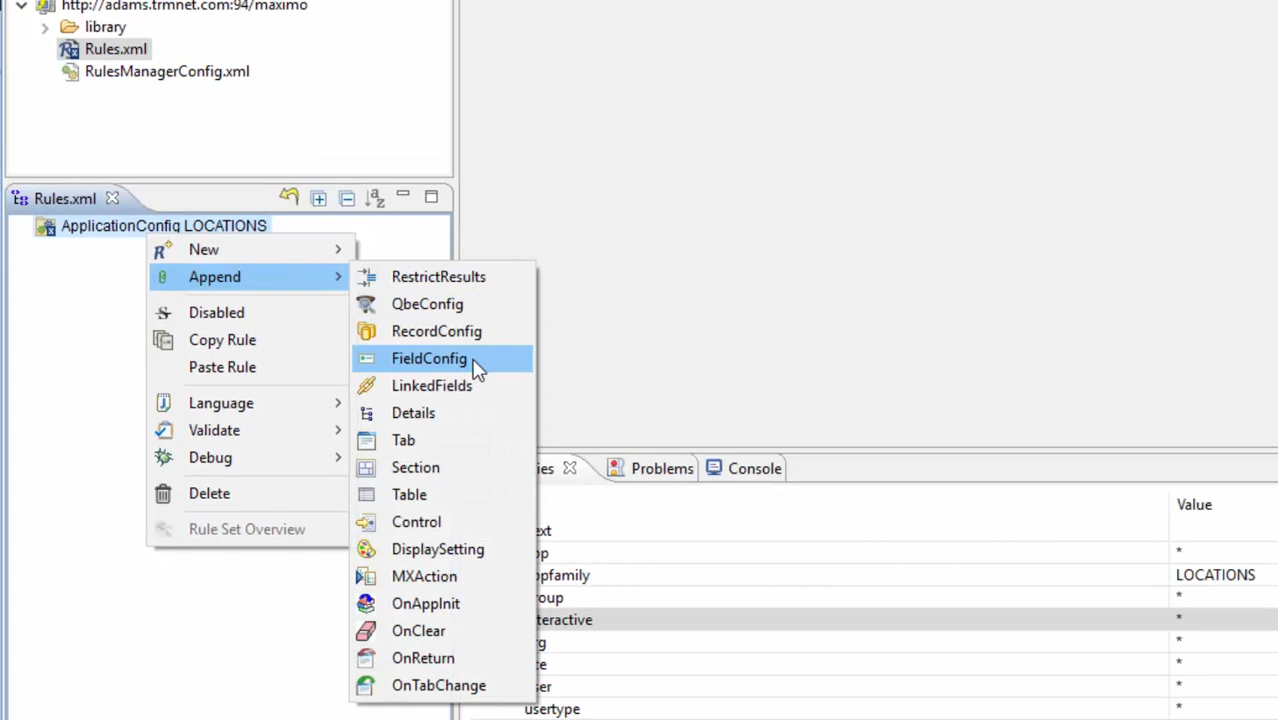 http://adams.trmnet.com:94/maximo
library
Rules.xml
RulesManagerConfig.xml
Rules.xml
ApplicationConfig LOCATIONS
New
Append
Disabled
Copy Rule
Paste Rule
Language
Validate
Debug
Delete
Rule Set Overview
RestrictResults
QbeConfig
RecordConfig
FieldConfig
LinkedFields
Details
Tab
Section
Table
Control
DisplaySetting
MXAction
OnAppInit
OnClear
OnReturn
OnTabChange
Problems
Console
Value
*
LOCATIONS
*
*
*
*
*
usertype *